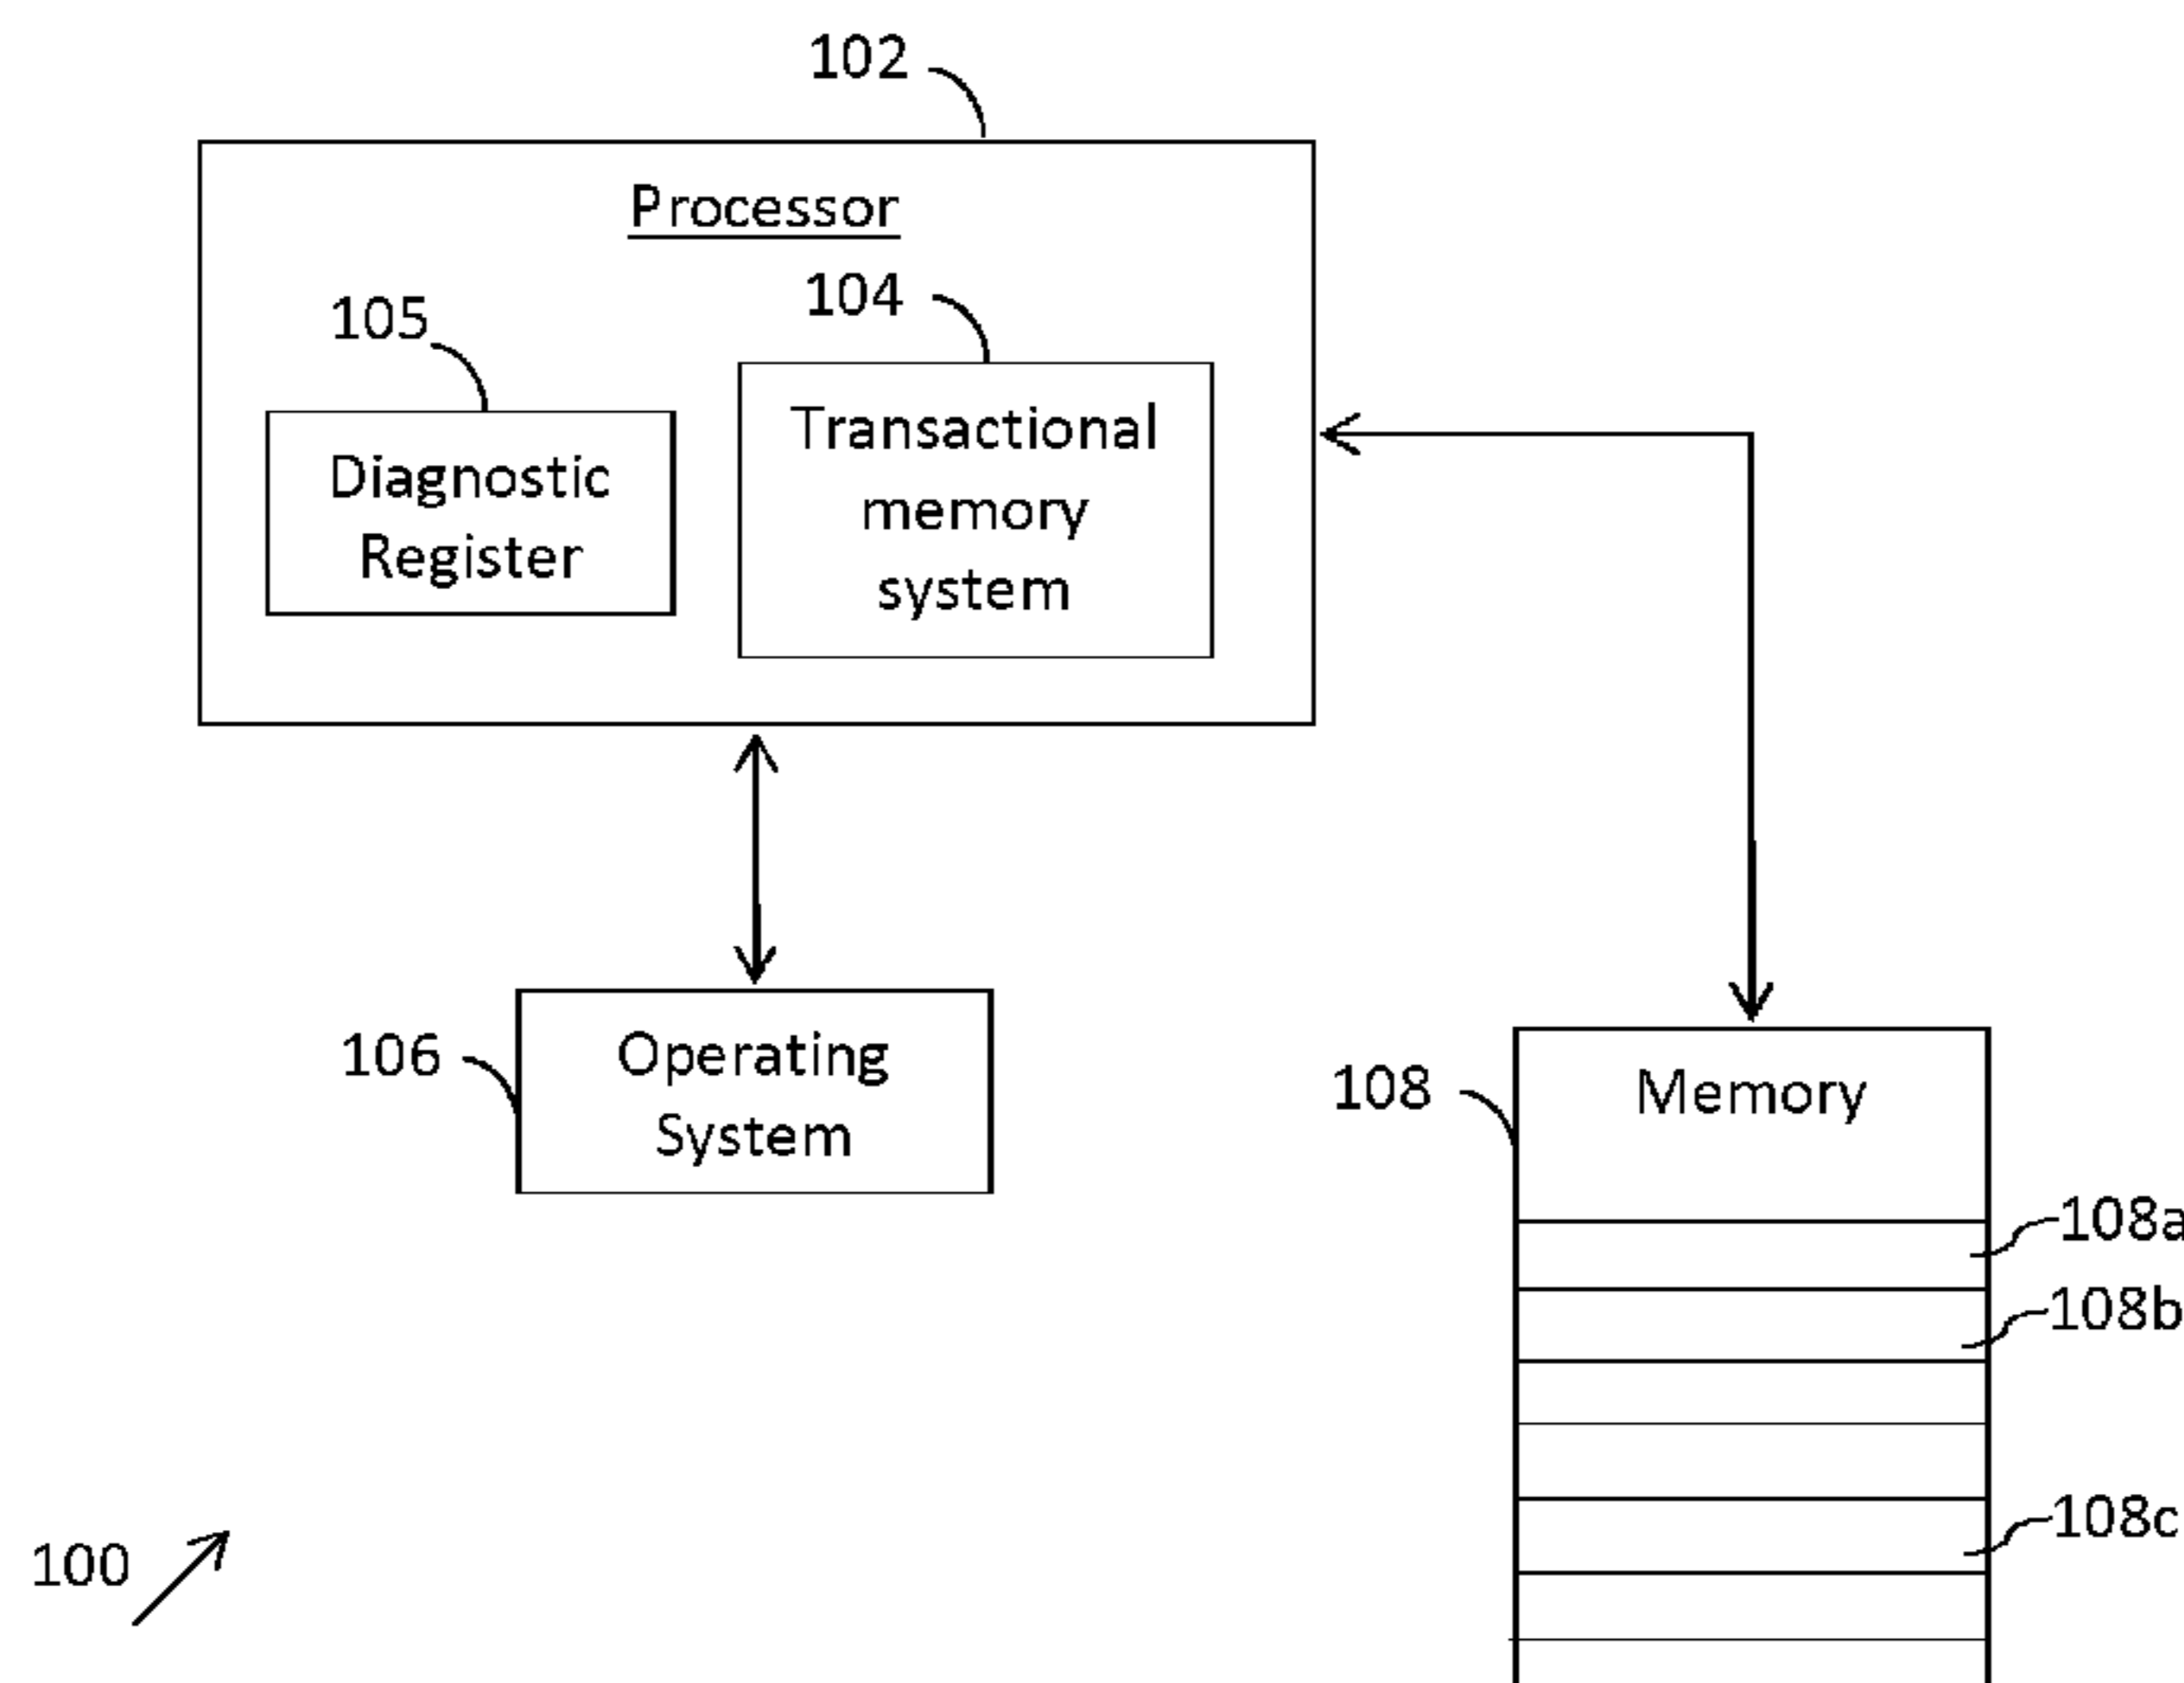 102
Processor
104
105
Transactional
memory
system
Diagnostic
Register
106
Operating
System
108
Memory
108a
108b
108c
100